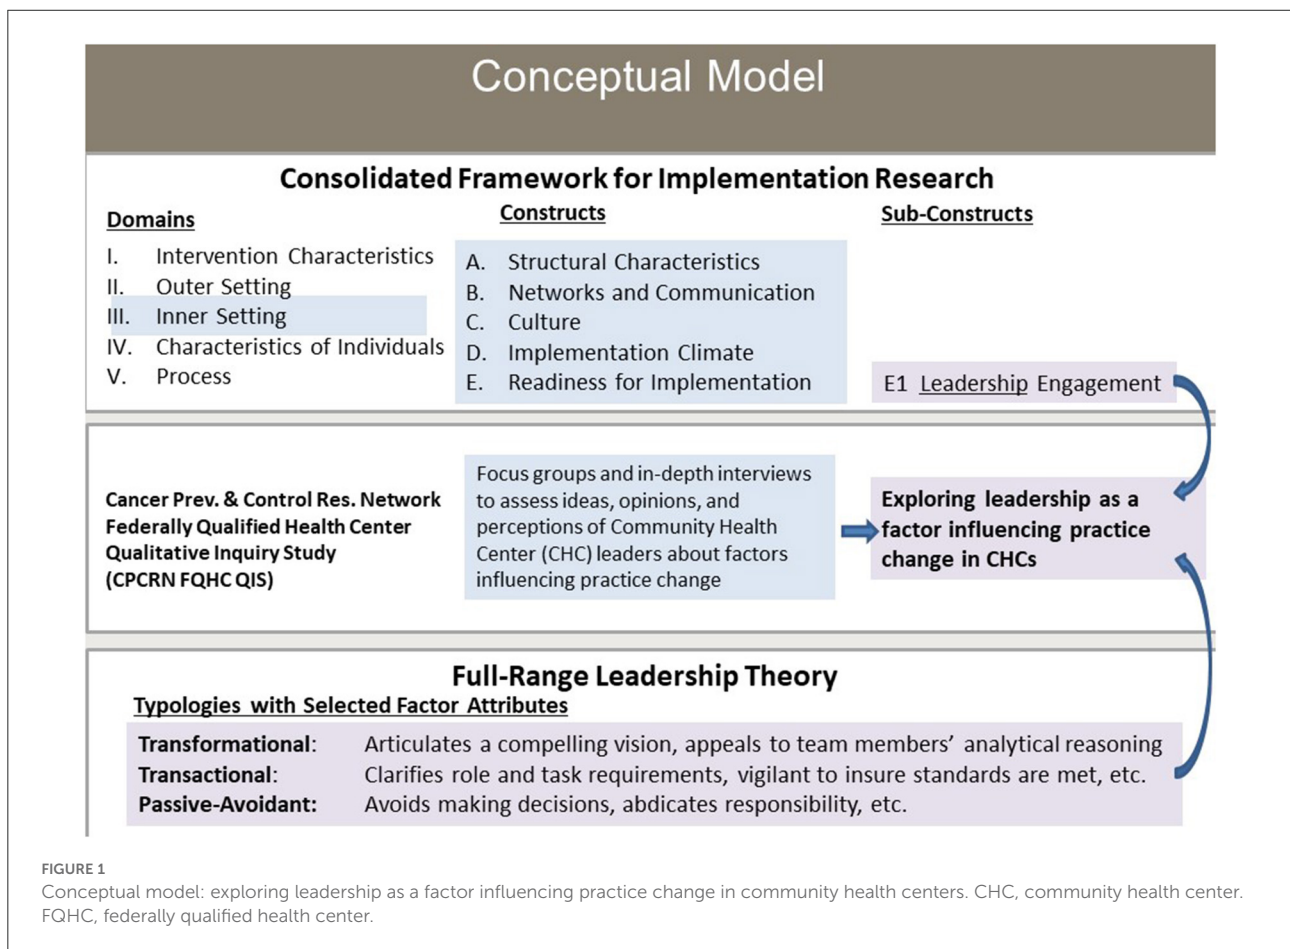 Conceptual Model
Consolidated Framework for Implementation Research
Domains
I. Intervention Characteristics
II. Outer Setting
III. Inner Setting
IV. Characteristics of Individuals
V. Process
Constructs
A. Structural Characteristics
B. Networks and Communication
C. Culture
D. Implementation Climate
E. Readiness for Implementation
Sub-Constructs
E1 Leadership Engagement
Cancer Prev. & Control Res. Network
Federally Qualified Health Center
Qualitative Inquiry Study
(CPCRN FQHC QIS)
Focus groups and in-depth interviews
to assess ideas, opinions, and
perceptions of Community Health
Center (CHC) leaders about factors
influencing practice change
Exploring leadership as a
factor influencing practice
change in CHCs
Full-Range Leadership Theory
Typologies with Selected Factor Attributes
Transformational: Articulates a compelling vision, appeals to team members’ analytical reasoning
Transactional: Clarifies role and task requirements, vigilant to insure standards are met, etc.
Passive-Avoidant: Avoids making decisions, abdicates responsibility, etc.
FIGURE 1
Conceptual model: exploring leadership as a factor influencing practice change in community health centers. CHC, community health center.
FQHC, federally qualified health center.